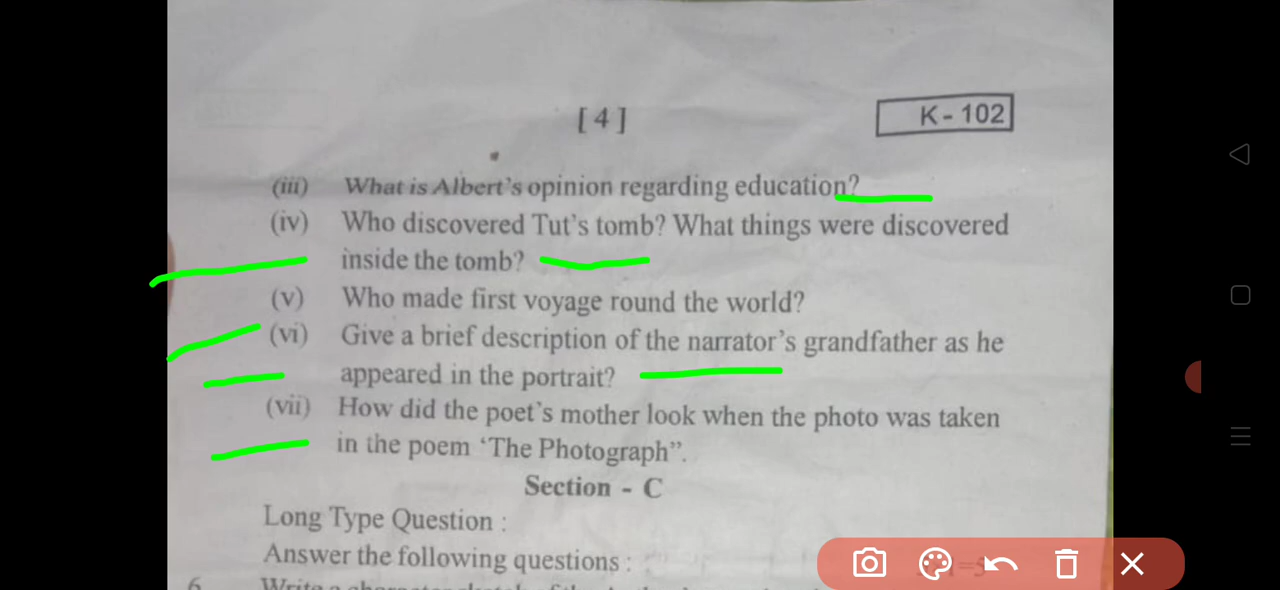 [ 4 ]
K - 102
(iii) What is Albert's opinion regarding education?
(iv) Who discovered Tut's tomb? What things were discovered
inside the tomb?
(v) Who made first voyage round the world?
(vi) Give a brief description of the narrator's grandfather as he
appeared in the portrait?
(vii) How did the poet's mother look when the photo was taken
in the poem ‘The Photograph”.
Section - C
Long Type Question :
Answer the following questions :